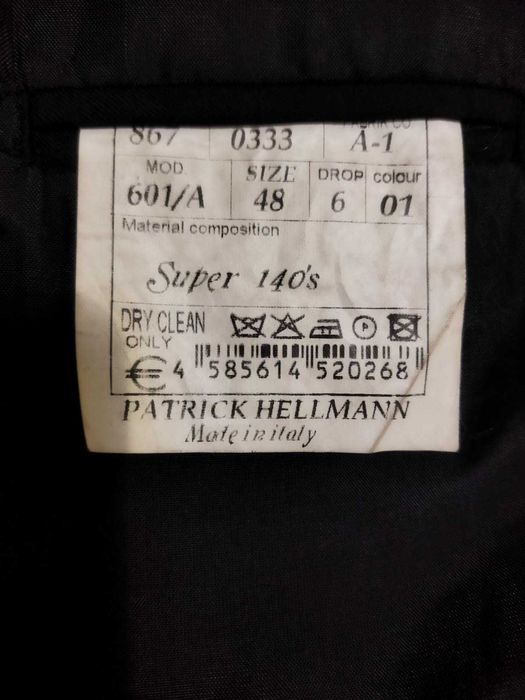 867 0333 A-1
MOD SIZE DROP colour
601/A 48 6 01
Material composition
Super 140's
DRY CLEAN
ONLY
€ 4 585614 520268
PATRICK HELLMANN
Made in italy